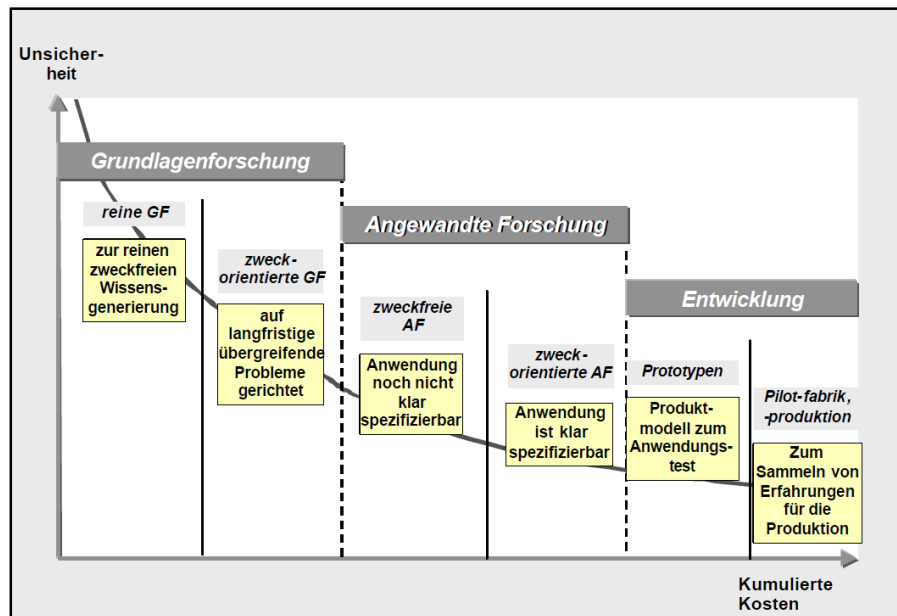 Unsicher-
heit
Grundlagenforschung
reine GF
zur reinen
zweckfreien
Wissens-
generierung
zweck-
orientierte GF
auf
langfristige
übergreifende
Probleme
gerichtet
Angewandte Forschung
zweckfreie
AF
Anwendung
noch nicht
klar
spezifizierbar
zweck-
orientierte AF
Anwendung
ist klar
spezifizierbar
Entwicklung
Prototypen
Produkt-
modell zum
Anwendungs-
test
Pilot-fabrik,
-produktion
Zum
Sammeln von
Erfahrungen
für die
Produktion
Kumulierte
Kosten